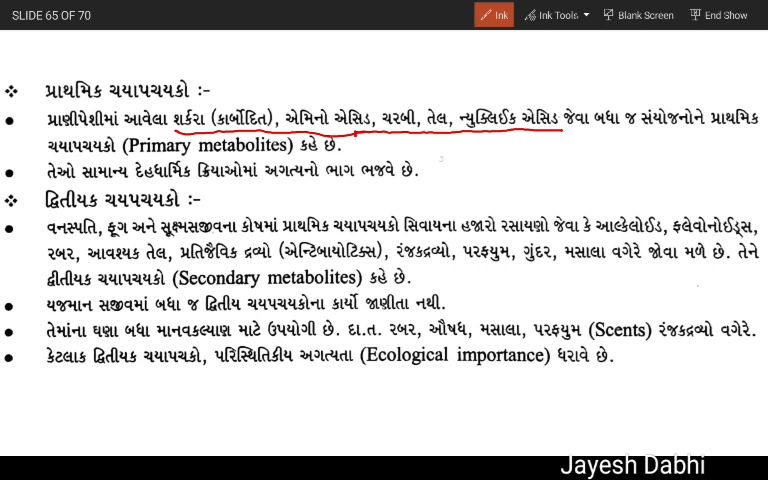 SLIDE 65 OF 70 Ink Ink Tools Blank Screen End Show
❖ પ્રાથમિક ચયાપચયકો :-
● પ્રાણીપેશીમાં આવેલા શર્કરા (કાર્બોદિત), એમિનો એસિડ, ચરબી, તેલ, ન્યુક્લિઈક એસિડ જેવા બધા જ સંયોજનોને પ્રાથમિક
ચયાપચયકો (Primary metabolites) કહે છે.
● તેઓ સામાન્ય દેહધાર્મિક ક્રિયાઓમાં અગત્યનો ભાગ ભજવે છે.
❖ દ્વિતીયક ચયપચયકો :-
● વનસ્પતિ, ફૂગ અને સૂક્ષ્મસજીવના કોષમાં પ્રાથમિક ચયાપચયકો સિવાયના હજારો રસાયણો જેવા કે આલ્કેલોઈડ, ફ્લેવોનોઈડ્સ,
રબર, આવશ્યક તેલ, પ્રતિજૈવિક દ્રવ્યો (એન્ટિબાયોટિક્સ), રંજકદ્રવ્યો, પરફ્યુમ, ગુંદર, મસાલા વગેરે જોવા મળે છે. તેને
દ્વીતીયક ચયાપચયકો (Secondary metabolites) કહે છે.
● યજમાન સજીવમાં બધા જ દ્વિતીય ચયપચયકોના કાર્યો જાણીતા નથી.
● તેમાંના ઘણા બધા માનવકલ્યાણ માટે ઉપયોગી છે. દા.ત. રબર, ઔષધ, મસાલા, પરફ્યુમ (Scents) રંજકદ્રવ્યો વગેરે.
● કેટલાક દ્વિતીયક ચયાપચકો, પરિસ્થિતિકીય અગત્યતા (Ecological importance) ધરાવે છે.
Jayesh Dabhi